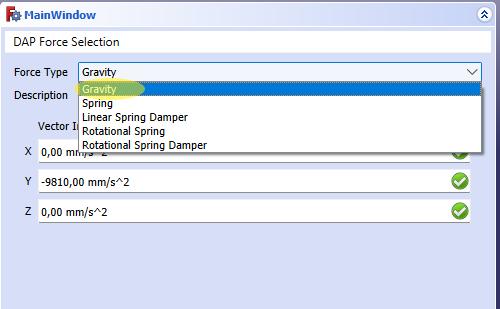 MainWindow
DAP Force Selection
Force Type Gravity
Gravity
Description
Spring
Linear Spring Damper
Rotational Spring
Vector In
Rotational Spring Damper
X 0,00 mm/s^2
Y -9810,00 mm/s^2
Z 0,00 mm/s^2